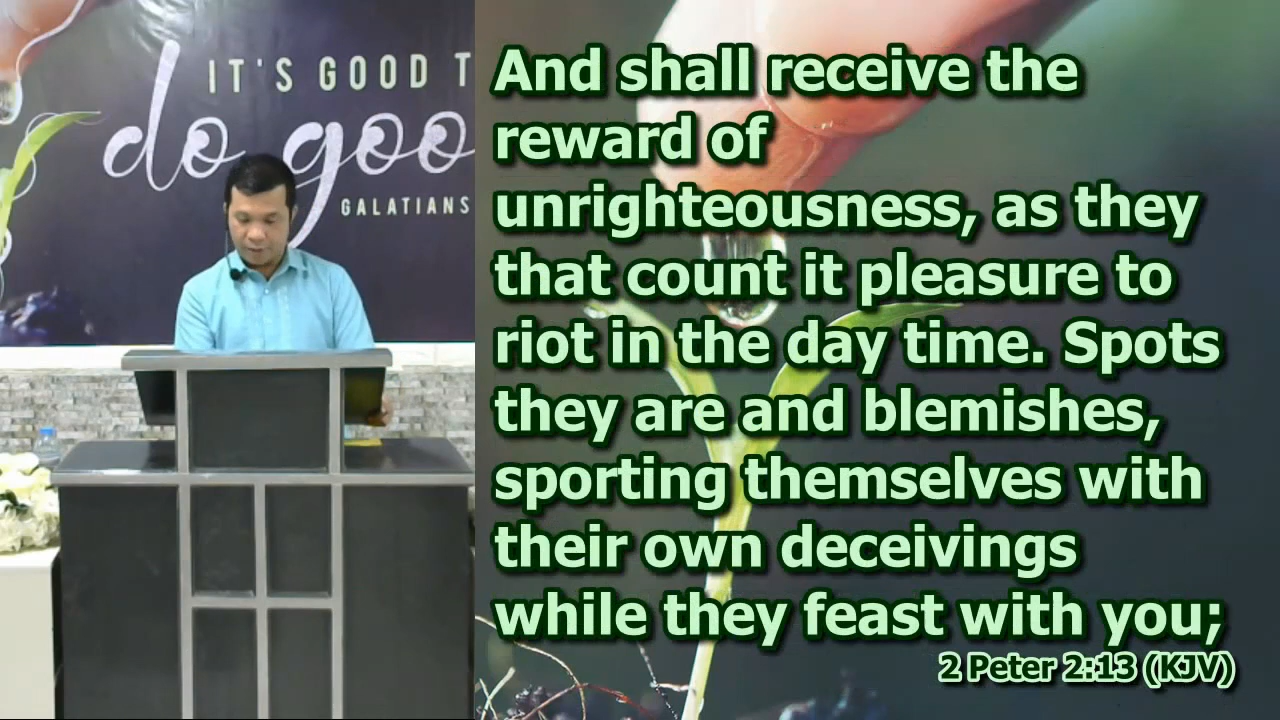 IT'S GOOD T
do goo
GALATIANS
And shall receive the
reward of
unrighteousness, as they
that count it pleasure to
riot in the day time. Spots
they are and blemishes,
sporting themselves with
their own deceivings
while they feast with you;
2 Peter 2:13 (KJV)